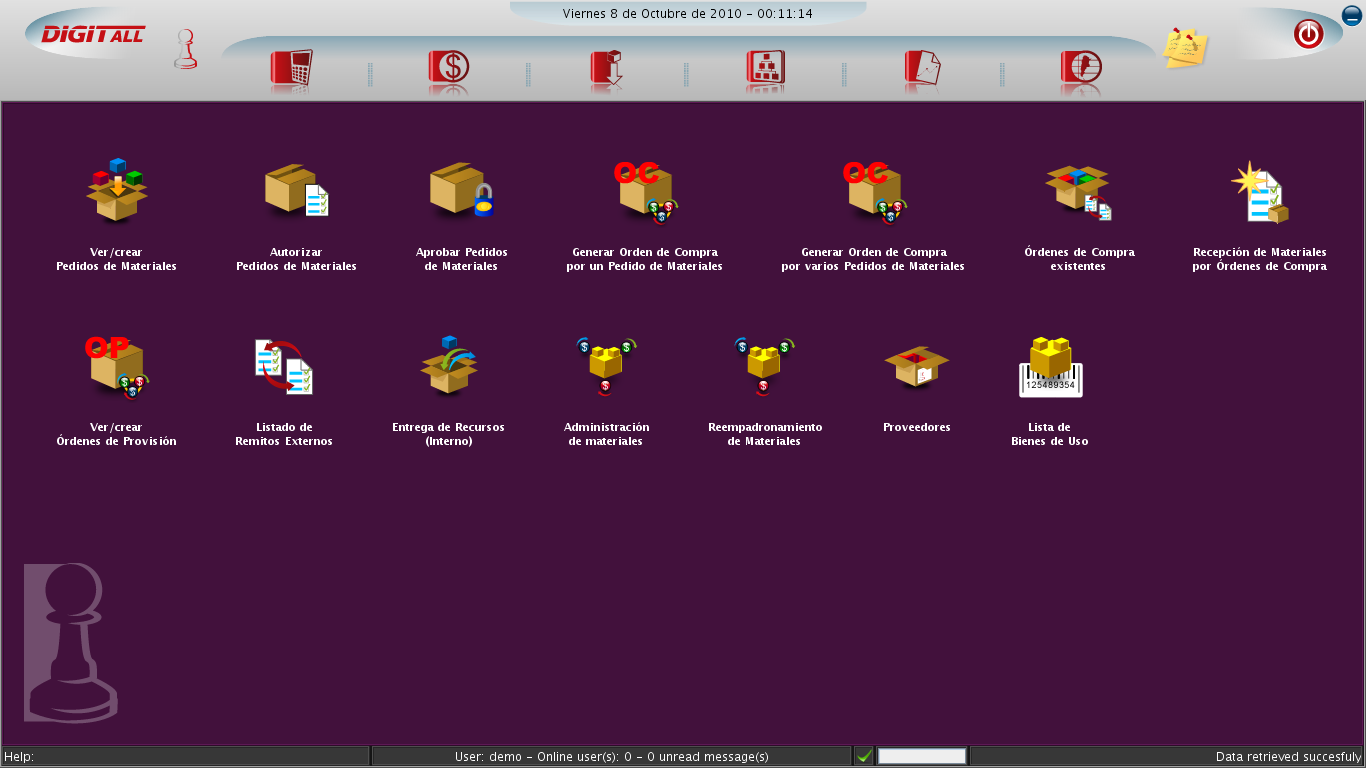 Viernes 8 de Octubre de 2010 - 00:11:14
DIGITALL
OC
OC
Ver/crear
Pedidos de Materiales
Autorizar
Pedidos de Materiales
Aprobar Pedidos
de Materiales
Generar Orden de Compra
por un Pedido de Materiales
Generar Orden de Compra
por varios Pedidos de Materiales
Órdenes de Compra
existentes
Recepción de Materiales
por Órdenes de Compra
OP
125489354
Ver/crear
Órdenes de Provisión
Listado de
Remitos Externos
Entrega de Recursos
(Interno)
Administración
de materiales
Reempadronamiento
de Materiales
Proveedores
Lista de
Bienes de Uso
Help:
User: demo - Online user(s): 0 - 0 unread message(s)
Data retrieved succesfuly